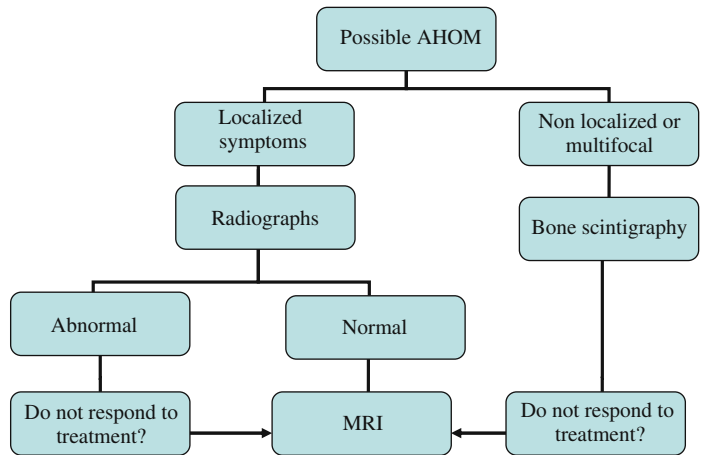 Possible AHOM
Localized
symptoms
Non localized or
multifocal
Radiographs
Bone scintigraphy
Abnormal
Normal
Do not respond to
treatment?
MRI
Do not respond to
treatment?